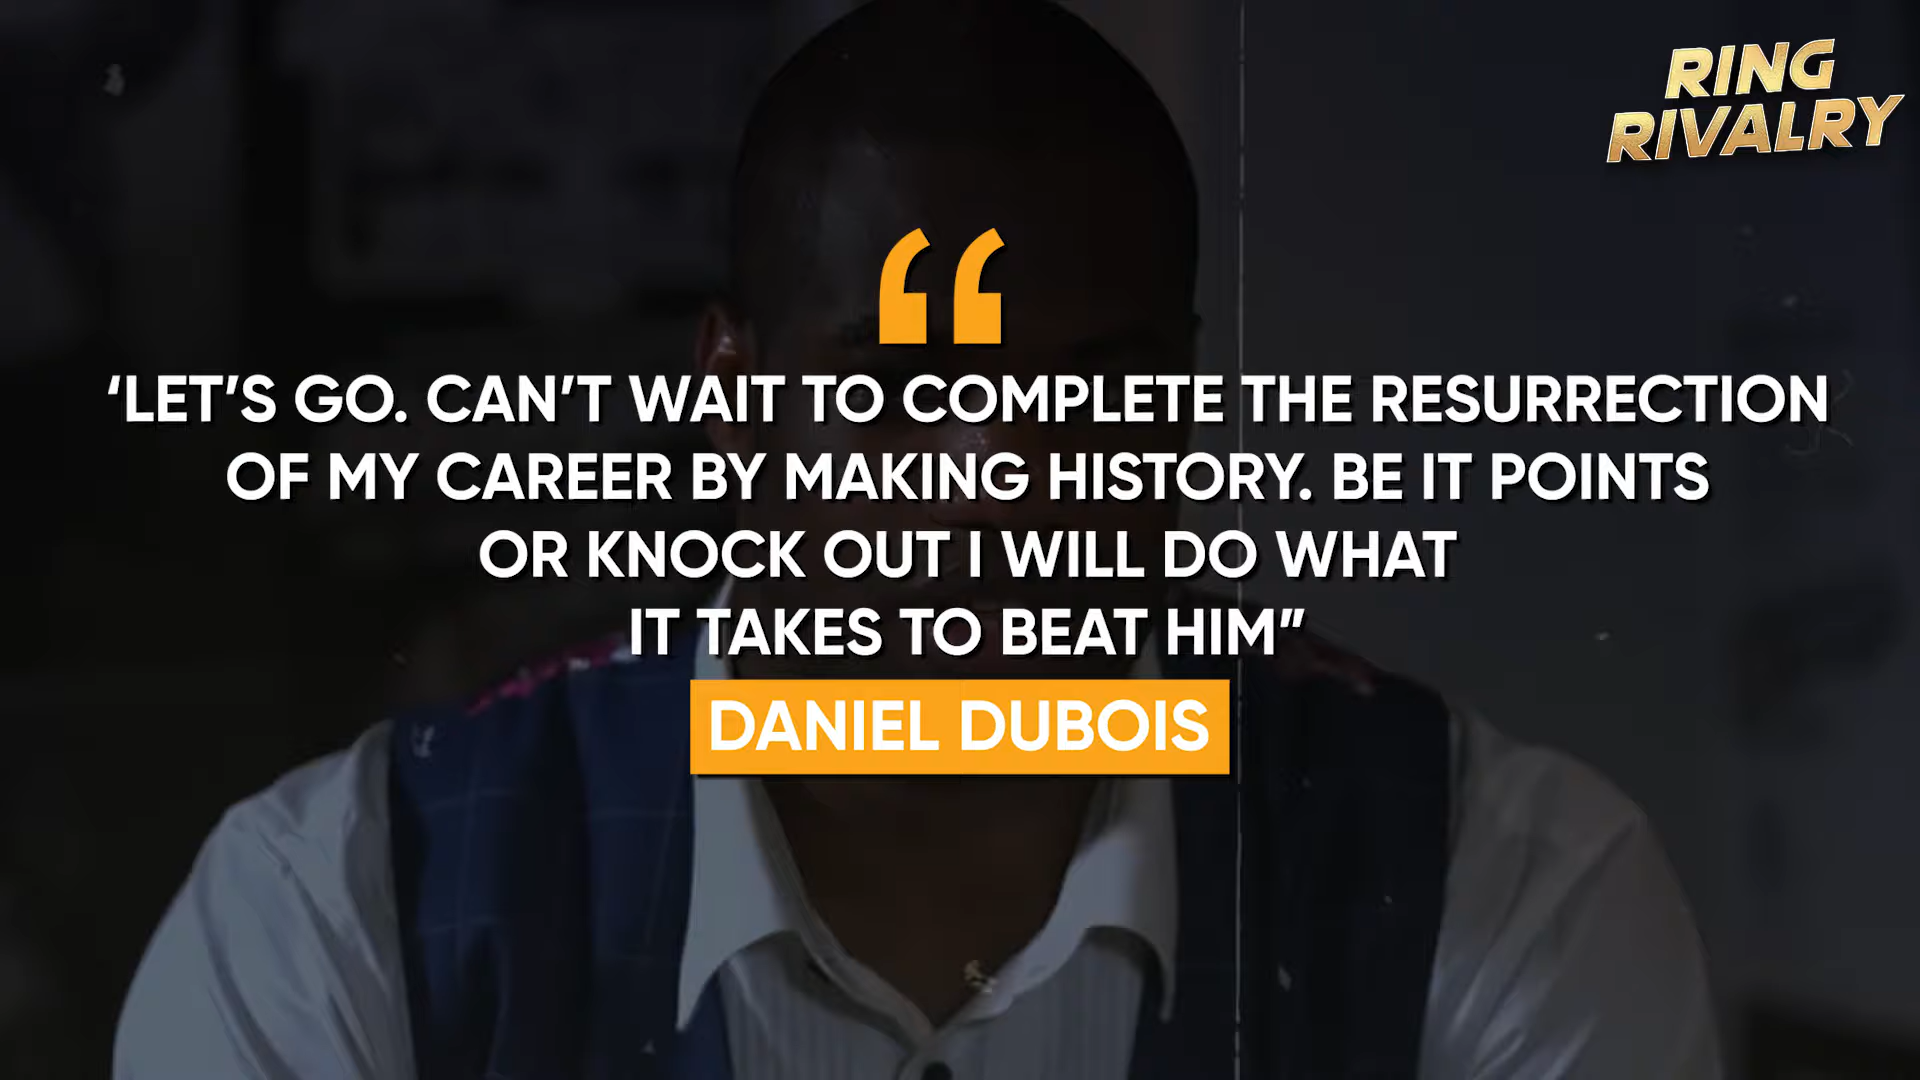 RING
RIVALRY
“
‘LET’S GO. CAN’T WAIT TO COMPLETE THE RESURRECTION
OF MY CAREER BY MAKING HISTORY. BE IT POINTS
OR KNOCK OUT I WILL DO WHAT
IT TAKES TO BEAT HIM”
DANIEL DUBOIS